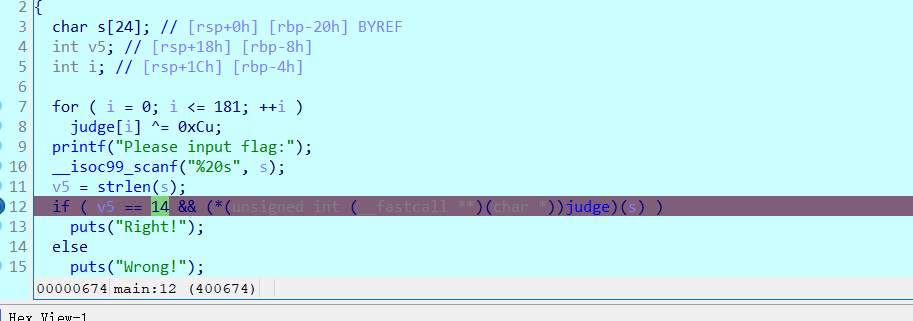 2 {
3 char s[24]; // [rsp+0h] [rbp-20h] BYREF
4 int v5; // [rsp+18h] [rbp-8h]
5 int i; // [rsp+1Ch] [rbp-4h]
6
7 for ( i = 0; i <= 181; ++i )
8 judge[i] ^= 0xCu;
9 printf("Please input flag:");
10 __isoc99_scanf("%20s", s);
11 v5 = strlen(s);
12 if ( v5 == 14 && (*(unsigned int (__fastcall **)(char *))judge)(s) )
13 puts("Right!");
14 else
15 puts("Wrong!");
00000674 main:12 (400674)
Hex View-1